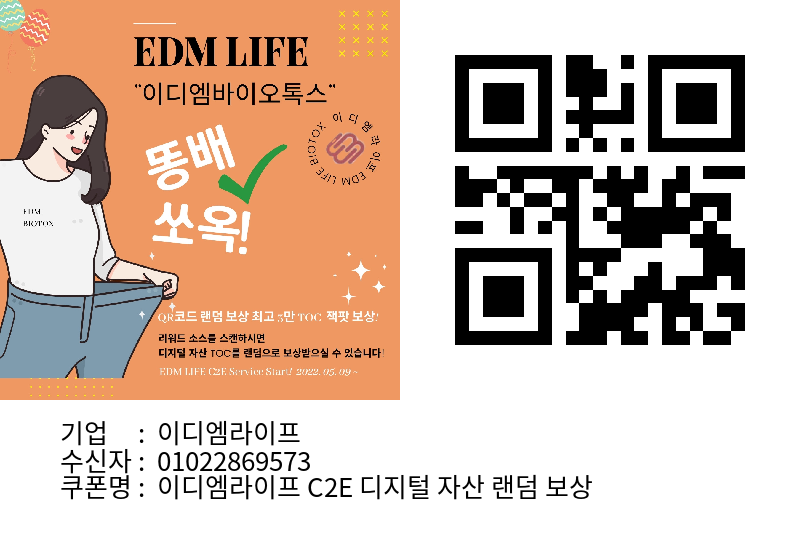 EDM LIFE
"이디엠바이오톡스"
똥배
쏘옥!
이디엠라이프 EDM LIFE BIOTOX
EDM
BIOTOX
QR코드 랜덤 보상 최고 5만 TOC 잭팟 보상!
리워드 소스를 스캔하시면
디지털 자산 TOC를 랜덤으로 보상받으실 수 있습니다!
EDM LIFE C2E Service Start! 2022. 05. 09 ~
기업 : 이디엠라이프
수신자 : 01022869573
쿠폰명 : 이디엠라이프 C2E 디지털 자산 랜덤 보상